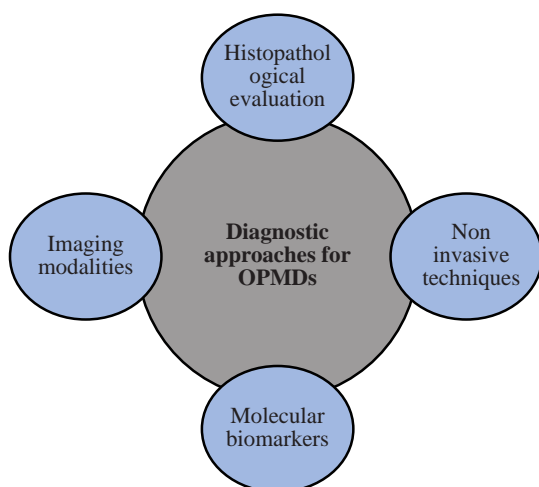 Histopathol
ogical
evaluation
Imaging
modalities
Diagnostic
approaches for
OPMDs
Non
invasive
techniques
Molecular
biomarkers